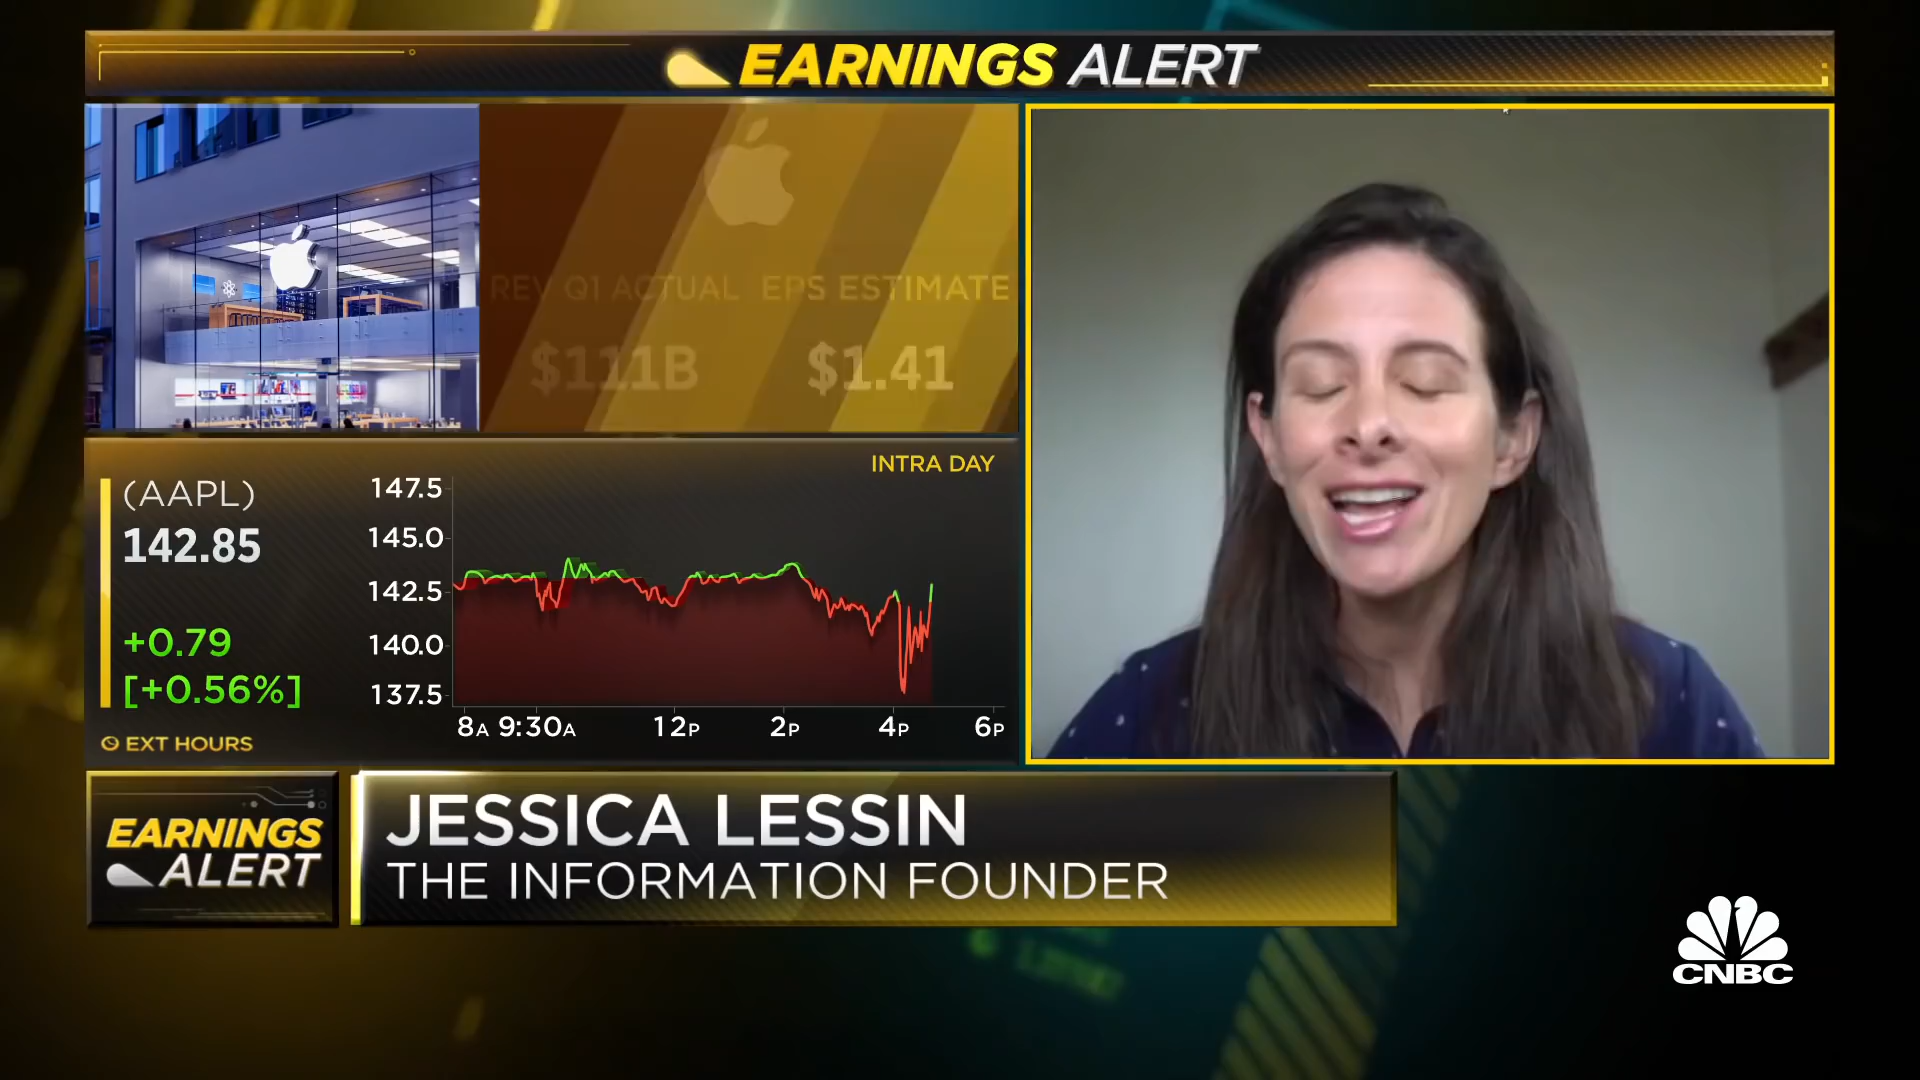 EARNINGS ALERT
REV Q1 ACTUAL EPS ESTIMATE
$111B $1.41
INTRA DAY
(AAPL)
142.85
+0.79
[+0.56%]
EXT HOURS
147.5
145.0
142.5
140.0
137.5
8A 9:30A 12P 2P 4P 6P
EARNINGS
ALERT
JESSICA LESSIN
THE INFORMATION FOUNDER
CNBC